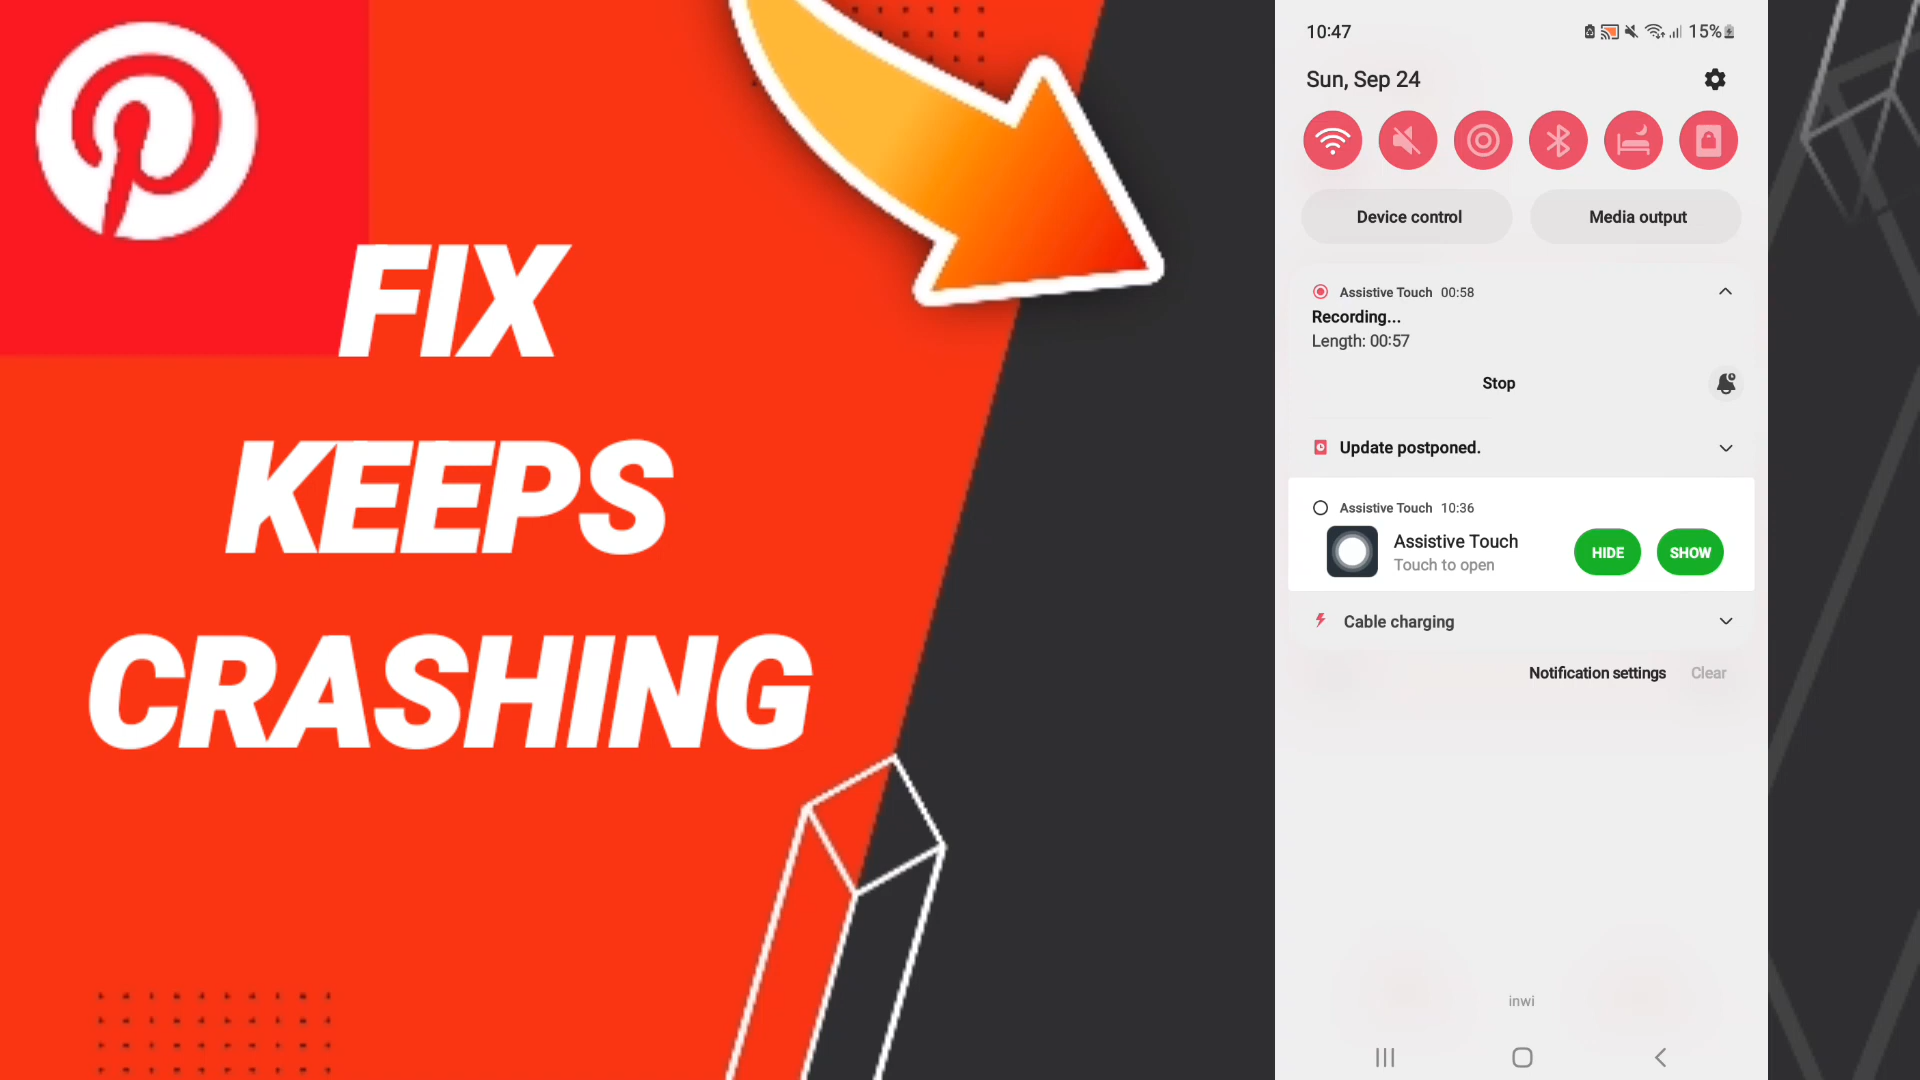 FIX
KEEPS
CRASHING
10:47
15%
Sun, Sep 24
Device control
Media output
Assistive Touch 00:58
Recording...
Length: 00:57
Stop
Update postponed.
Assistive Touch 10:36
Assistive Touch
Touch to open
HIDE
SHOW
Cable charging
Notification settings
Clear
inwi